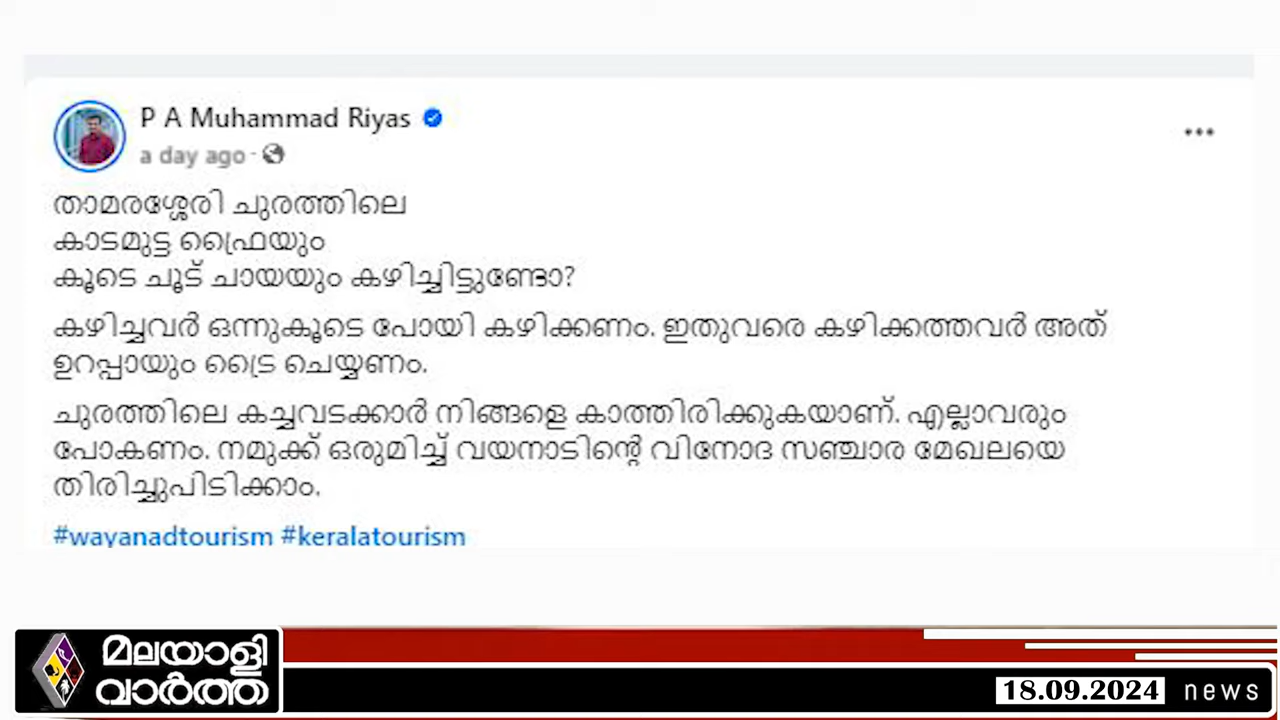 P A Muhammad Riyas
a day ago ·
താമരശ്ശേരി ചുരത്തിലെ
കാടമുട്ട ഫ്രൈയും
കൂടെ ചൂട് ചായയും കഴിച്ചിട്ടുണ്ടോ?
കഴിച്ചവർ ഒന്നുകൂടെ പോയി കഴിക്കണം. ഇതുവരെ കഴിക്കത്തവർ അത്
ഉറപ്പായും ട്രൈ ചെയ്യണം.
ചുരത്തിലെ കച്ചവടക്കാർ നിങ്ങളെ കാത്തിരിക്കുകയാണ്. എല്ലാവരും
പോകണം. നമുക്ക് ഒരുമിച്ച് വയനാടിന്റെ വിനോദ സഞ്ചാര മേഖലയെ
തിരിച്ചുപിടിക്കാം.
#wayanadtourism #keralatourism
മലയാളി
വാർത്ത
18.09.2024 news